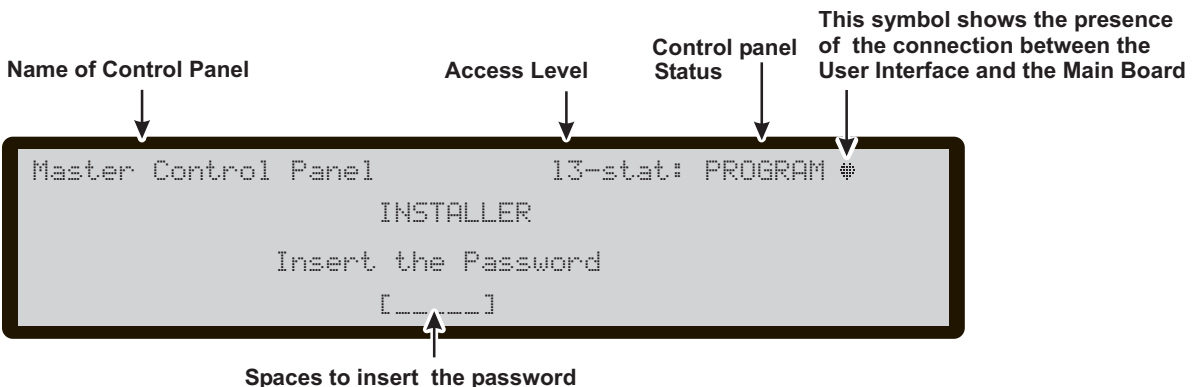 This symbol shows the presence
of the connection between the
User Interface and the Main Board
Control panel
Status
Access Level
Name of Control Panel
Master Control Panel l3-stat: PROGRAM
INSTALLER
Insert the Password
[_____]
Spaces to insert the password